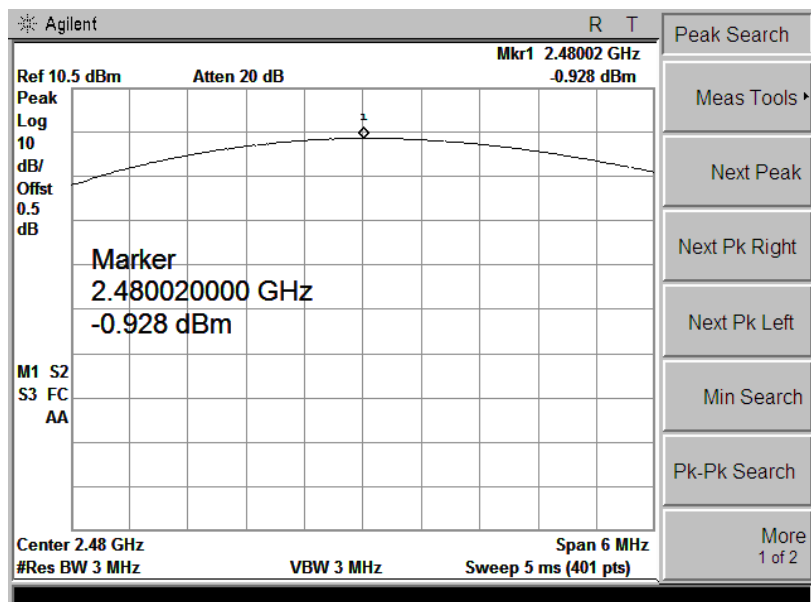 Agilent R T
Mkr1 2.48002 GHz
Ref 10.5 dBm Atten 20 dB -0.928 dBm
Peak
Log
10
dB/
Offst
0.5
dB
1
Marker
2.480020000 GHz
-0.928 dBm
M1 S2
S3 FC
AA
Center 2.48 GHz Span 6 MHz
#Res BW 3 MHz VBW 3 MHz Sweep 5 ms (401 pts)
Peak Search
Meas Tools
Next Peak
Next Pk Right
Next Pk Left
Min Search
Pk-Pk Search
More
1 of 2